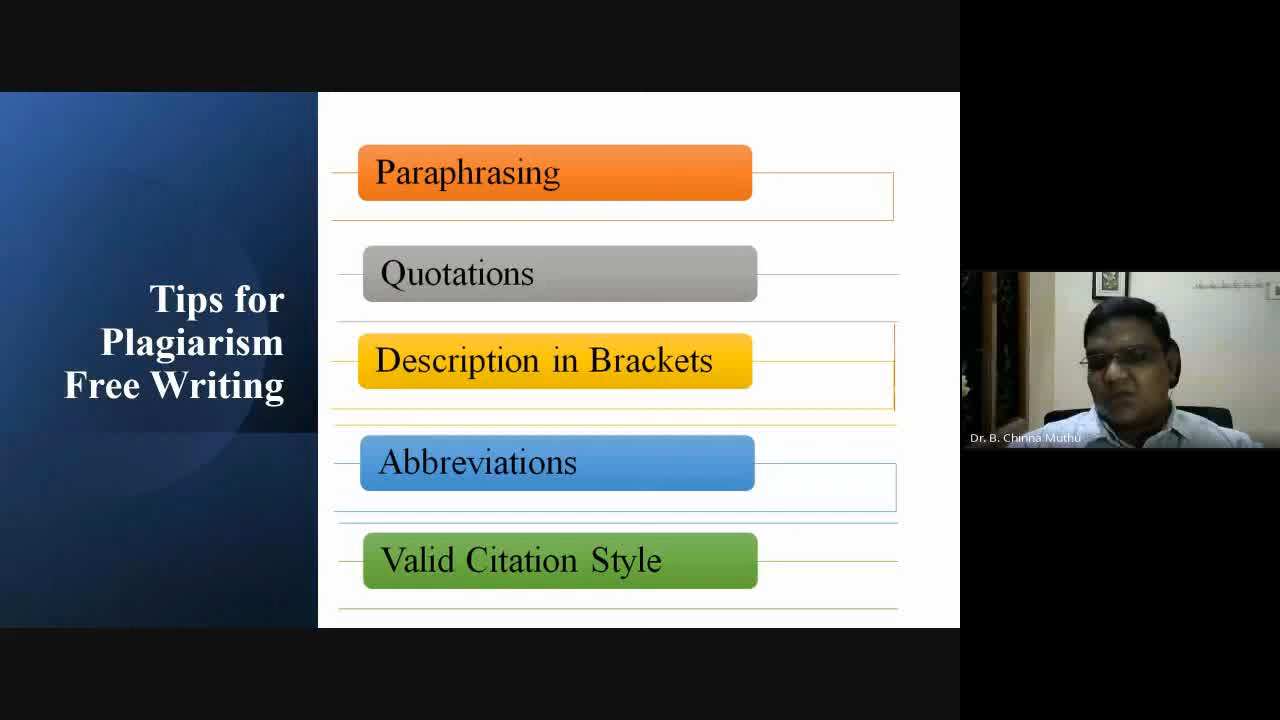 Tips for
Plagiarism
Free Writing
Paraphrasing
Quotations
Description in Brackets
Abbreviations
Valid Citation Style
Dr. B. Chinna Muthu